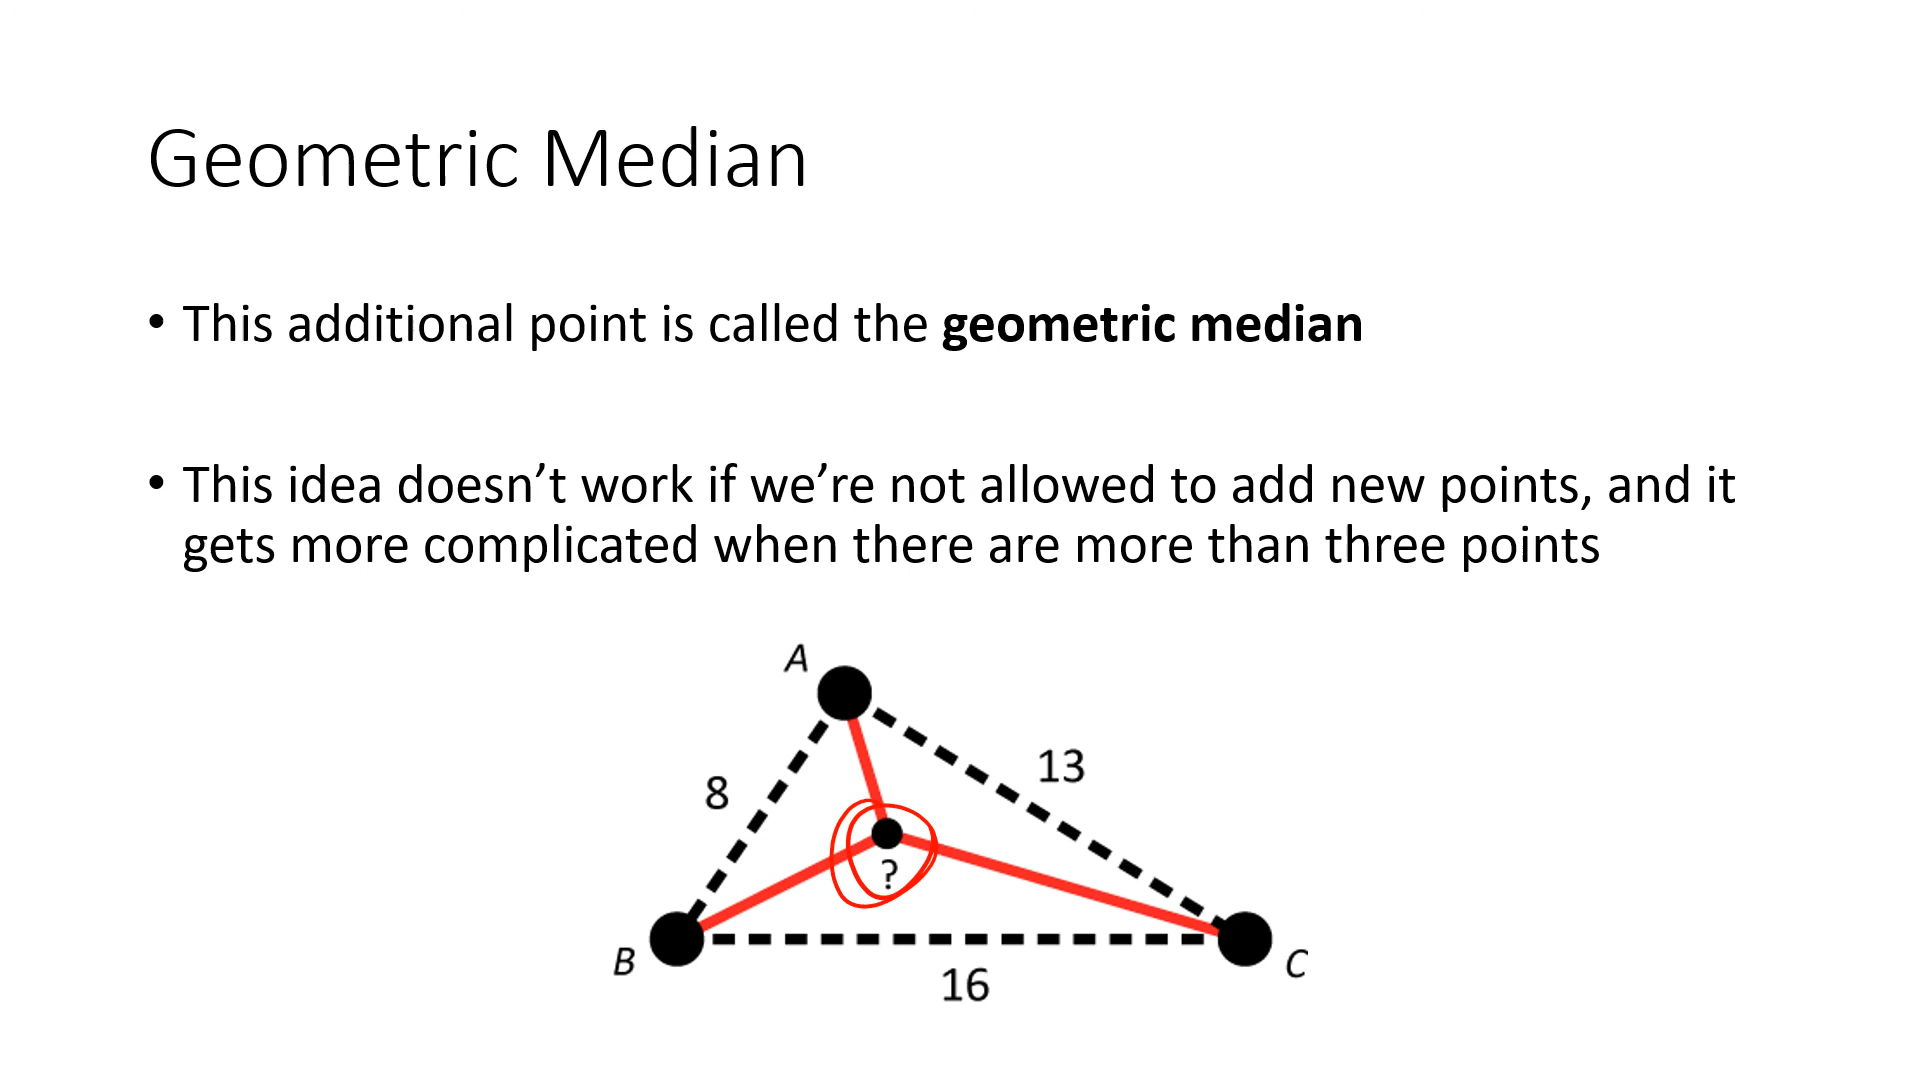 Geometric Median
• This additional point is called the geometric median
• This idea doesn’t work if we’re not allowed to add new points, and it
gets more complicated when there are more than three points
A
13
8
?
B
C
16